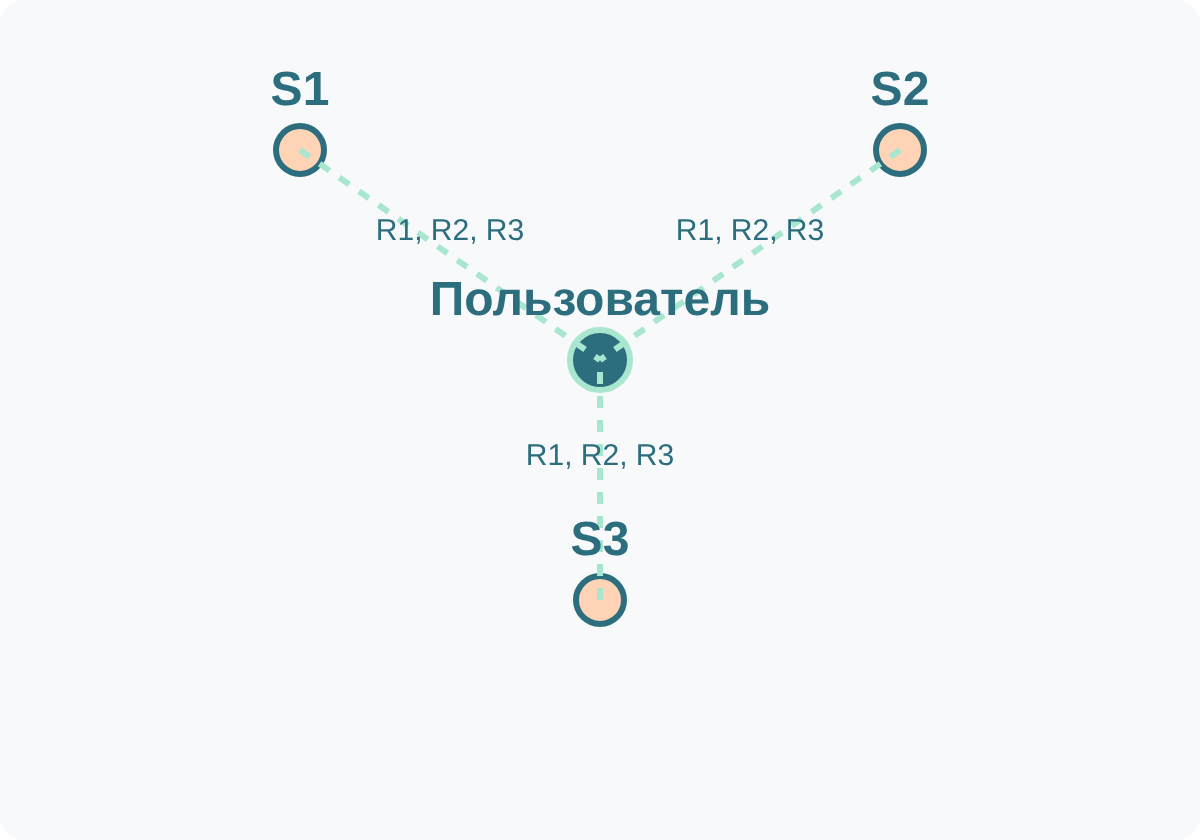 S1
S2
R1, R2, R3
R1, R2, R3
Пользователь
R1, R2, R3
S3